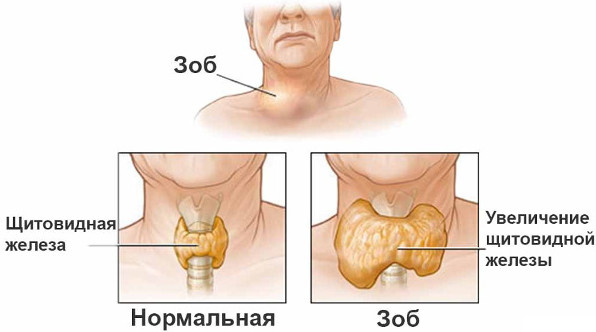 Зоб
Щитовидная
железа
Увеличение
щитовидной
железы
Нормальная
Зоб